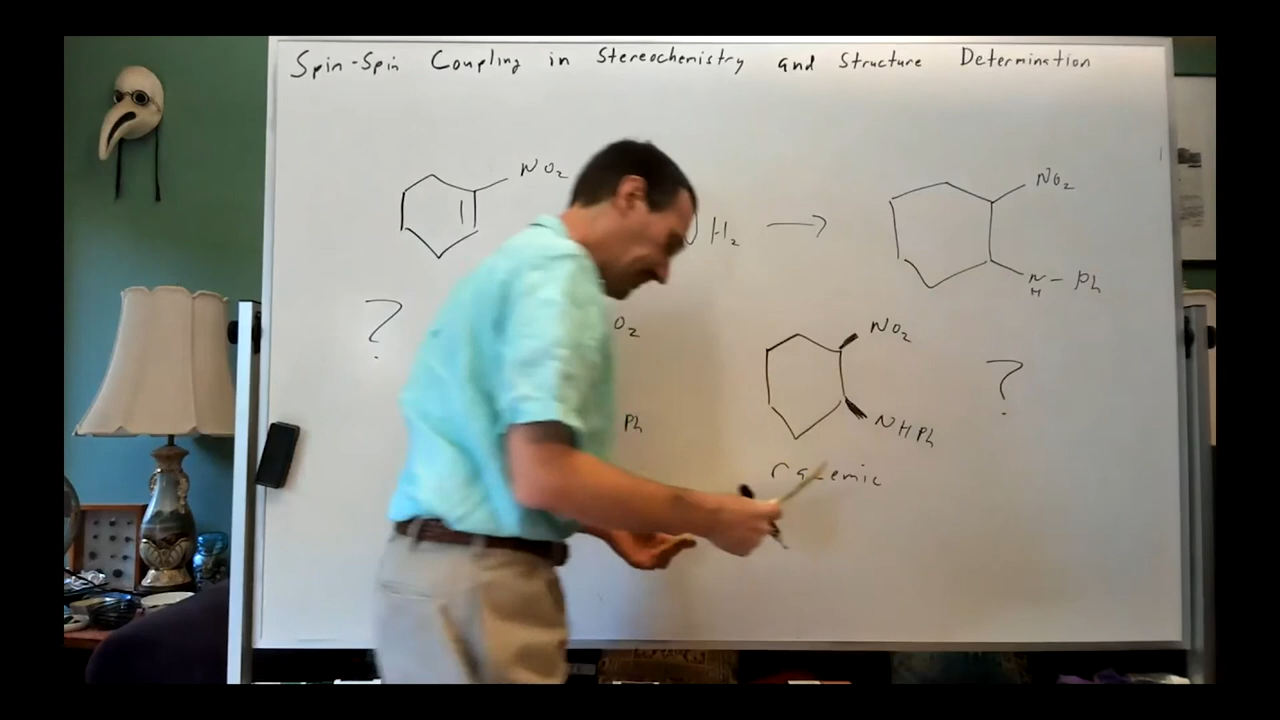 Spin-Spin Coupling in Stereochemistry and Structure Determination
NO2
H2
NO2
N
H
- Ph
?
O2
Ph
NO2
NHPh
racemic
?